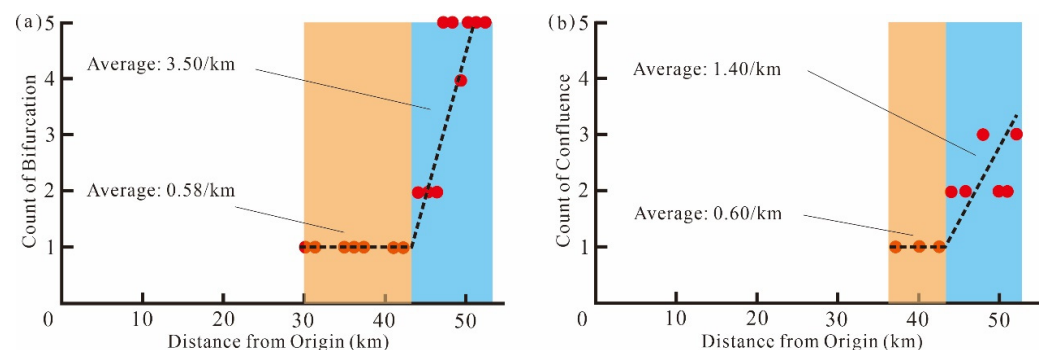 (a)
5
4
3
2
1
0
10
20
30
40
50
Count of Bifurcation
Distance from Origin (km)
Average: 3.50/km
Average: 0.58/km
(b)
5
4
3
2
1
0
10
20
30
40
50
Count of Confluence
Distance from Origin (km)
Average: 1.40/km
Average: 0.60/km